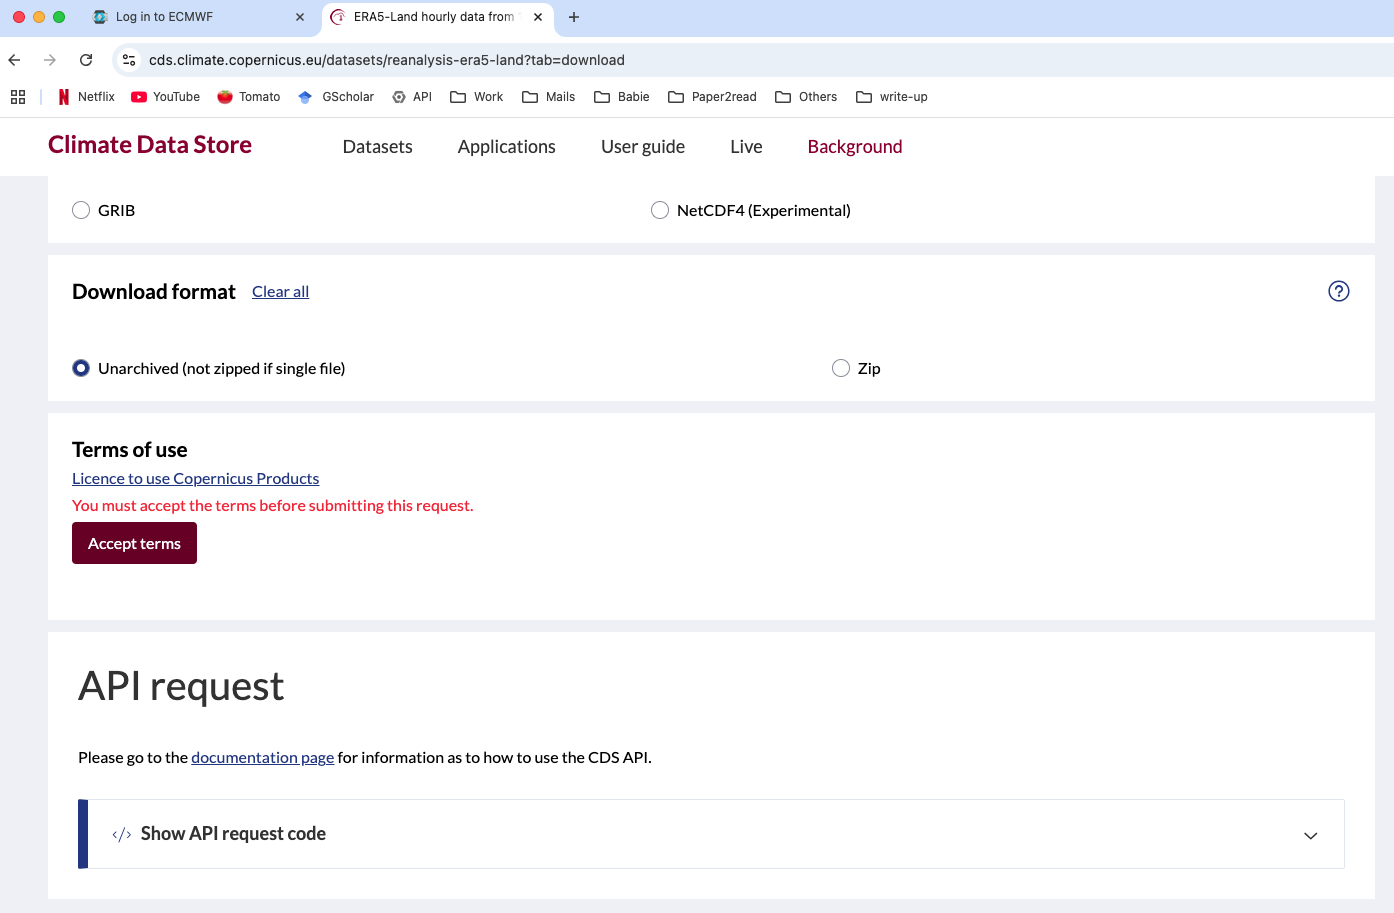 Log in to ECMWF
ERA5-Land hourly data from
cds.climate.copernicus.eu/datasets/reanalysis-era5-land?tab=download
Netflix YouTube Tomato GScholar API Work Mails Babie Paper2read Others write-up
Climate Data Store Datasets Applications User guide Live Background
GRIB NetCDF4 (Experimental)
Download format Clear all ?
Unarchived (not zipped if single file) Zip
Terms of use
Licence to use Copernicus Products
You must accept the terms before submitting this request.
Accept terms
API request
Please go to the documentation page for information as to how to use the CDS API.
</> Show API request code